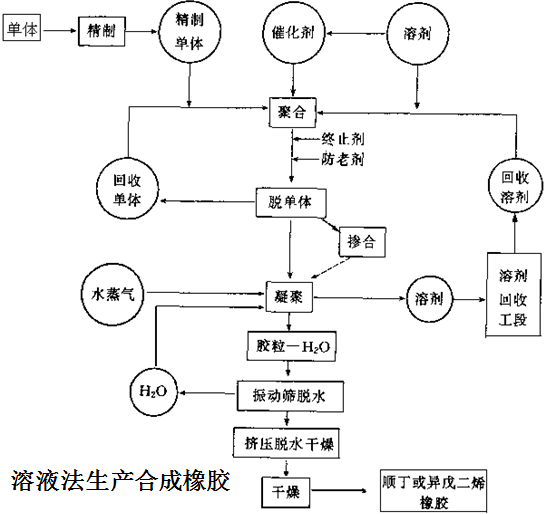 单体
精制
精制
单体
催化剂
溶剂
聚合
终止剂
防老剂
回收
单体
回收
溶剂
脱单体
掺合
水蒸气
凝聚
溶剂
溶剂
回收
工段
胶粒—H₂O
H₂O
振动筛脱水
挤压脱水干燥
溶液法生产合成橡胶
干燥
顺丁或异戊二烯
橡胶